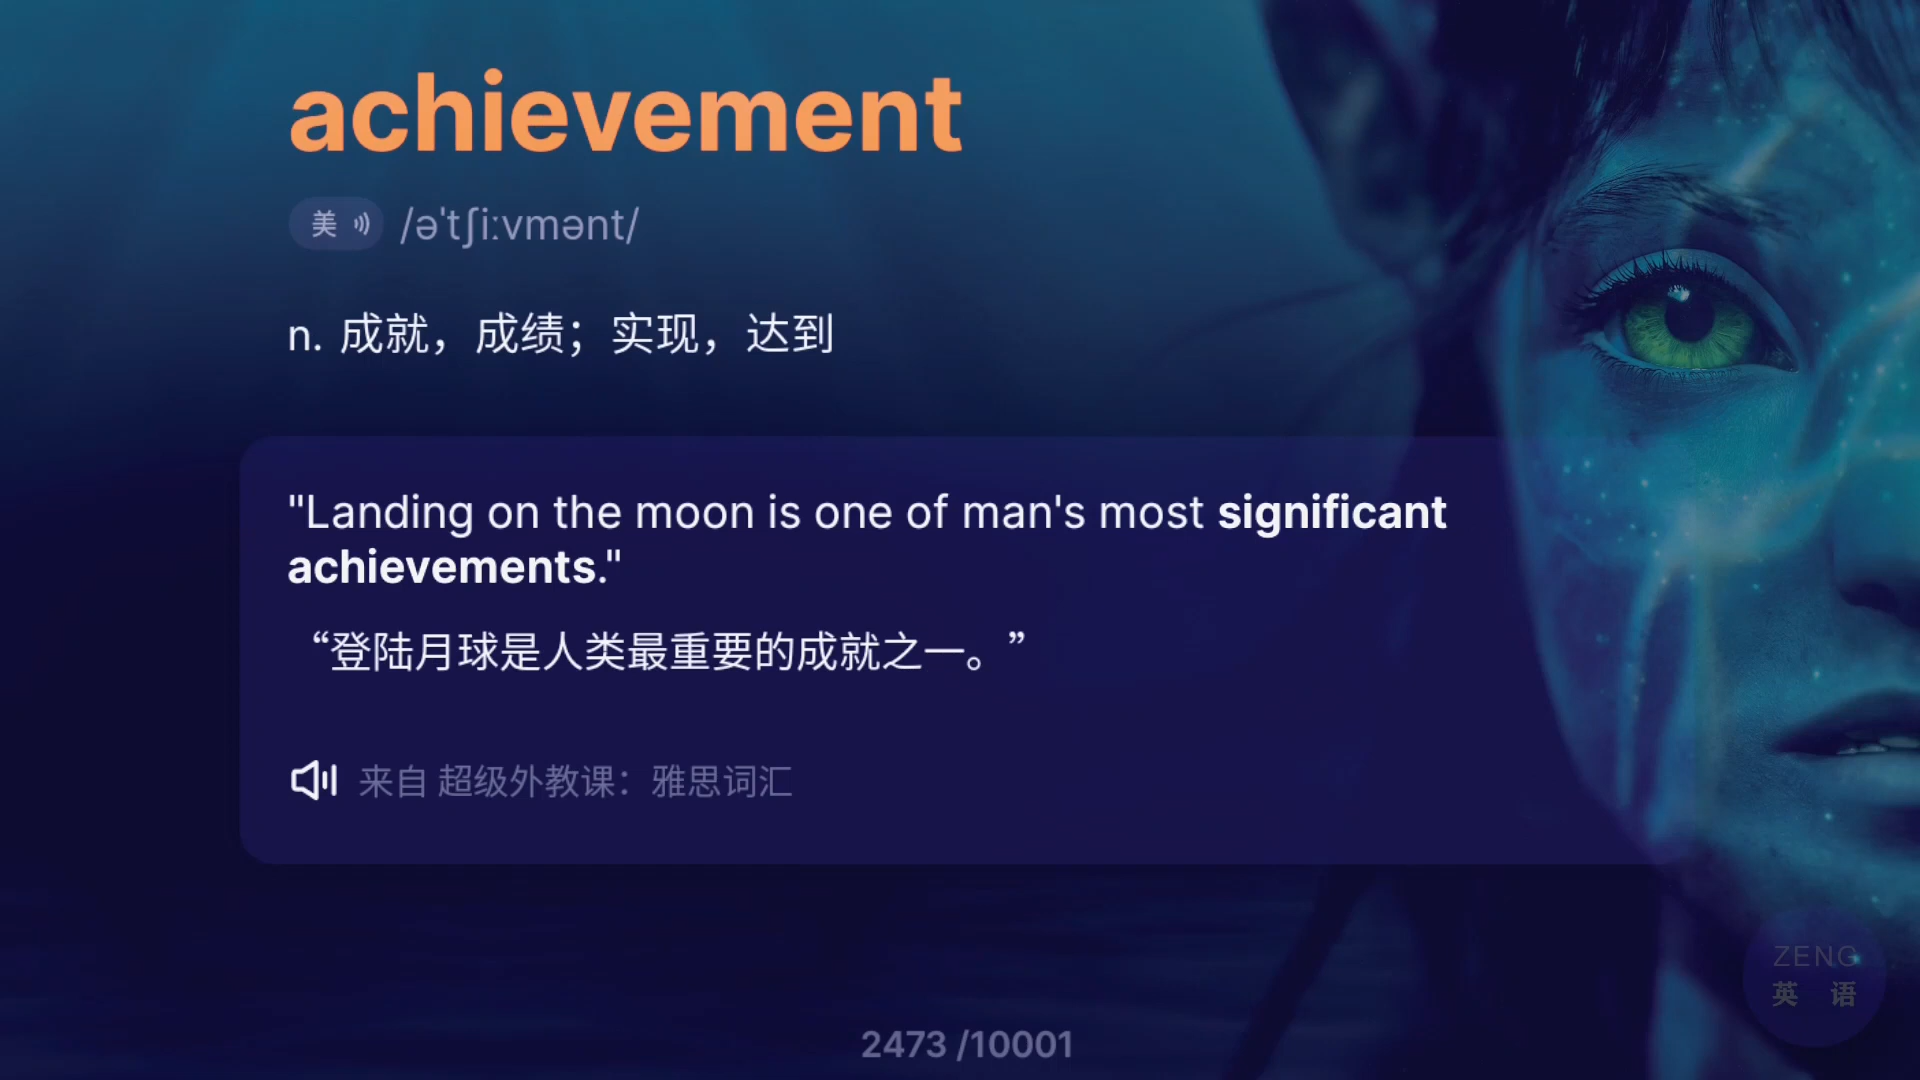 achievement
美 /əˈtʃiːvmənt/
n. 成就，成绩；实现，达到
"Landing on the moon is one of man's most significant
achievements."
“登陆月球是人类最重要的成就之一。”
来自 超级外教课：雅思词汇
ZENG
英 语
2473 /10001